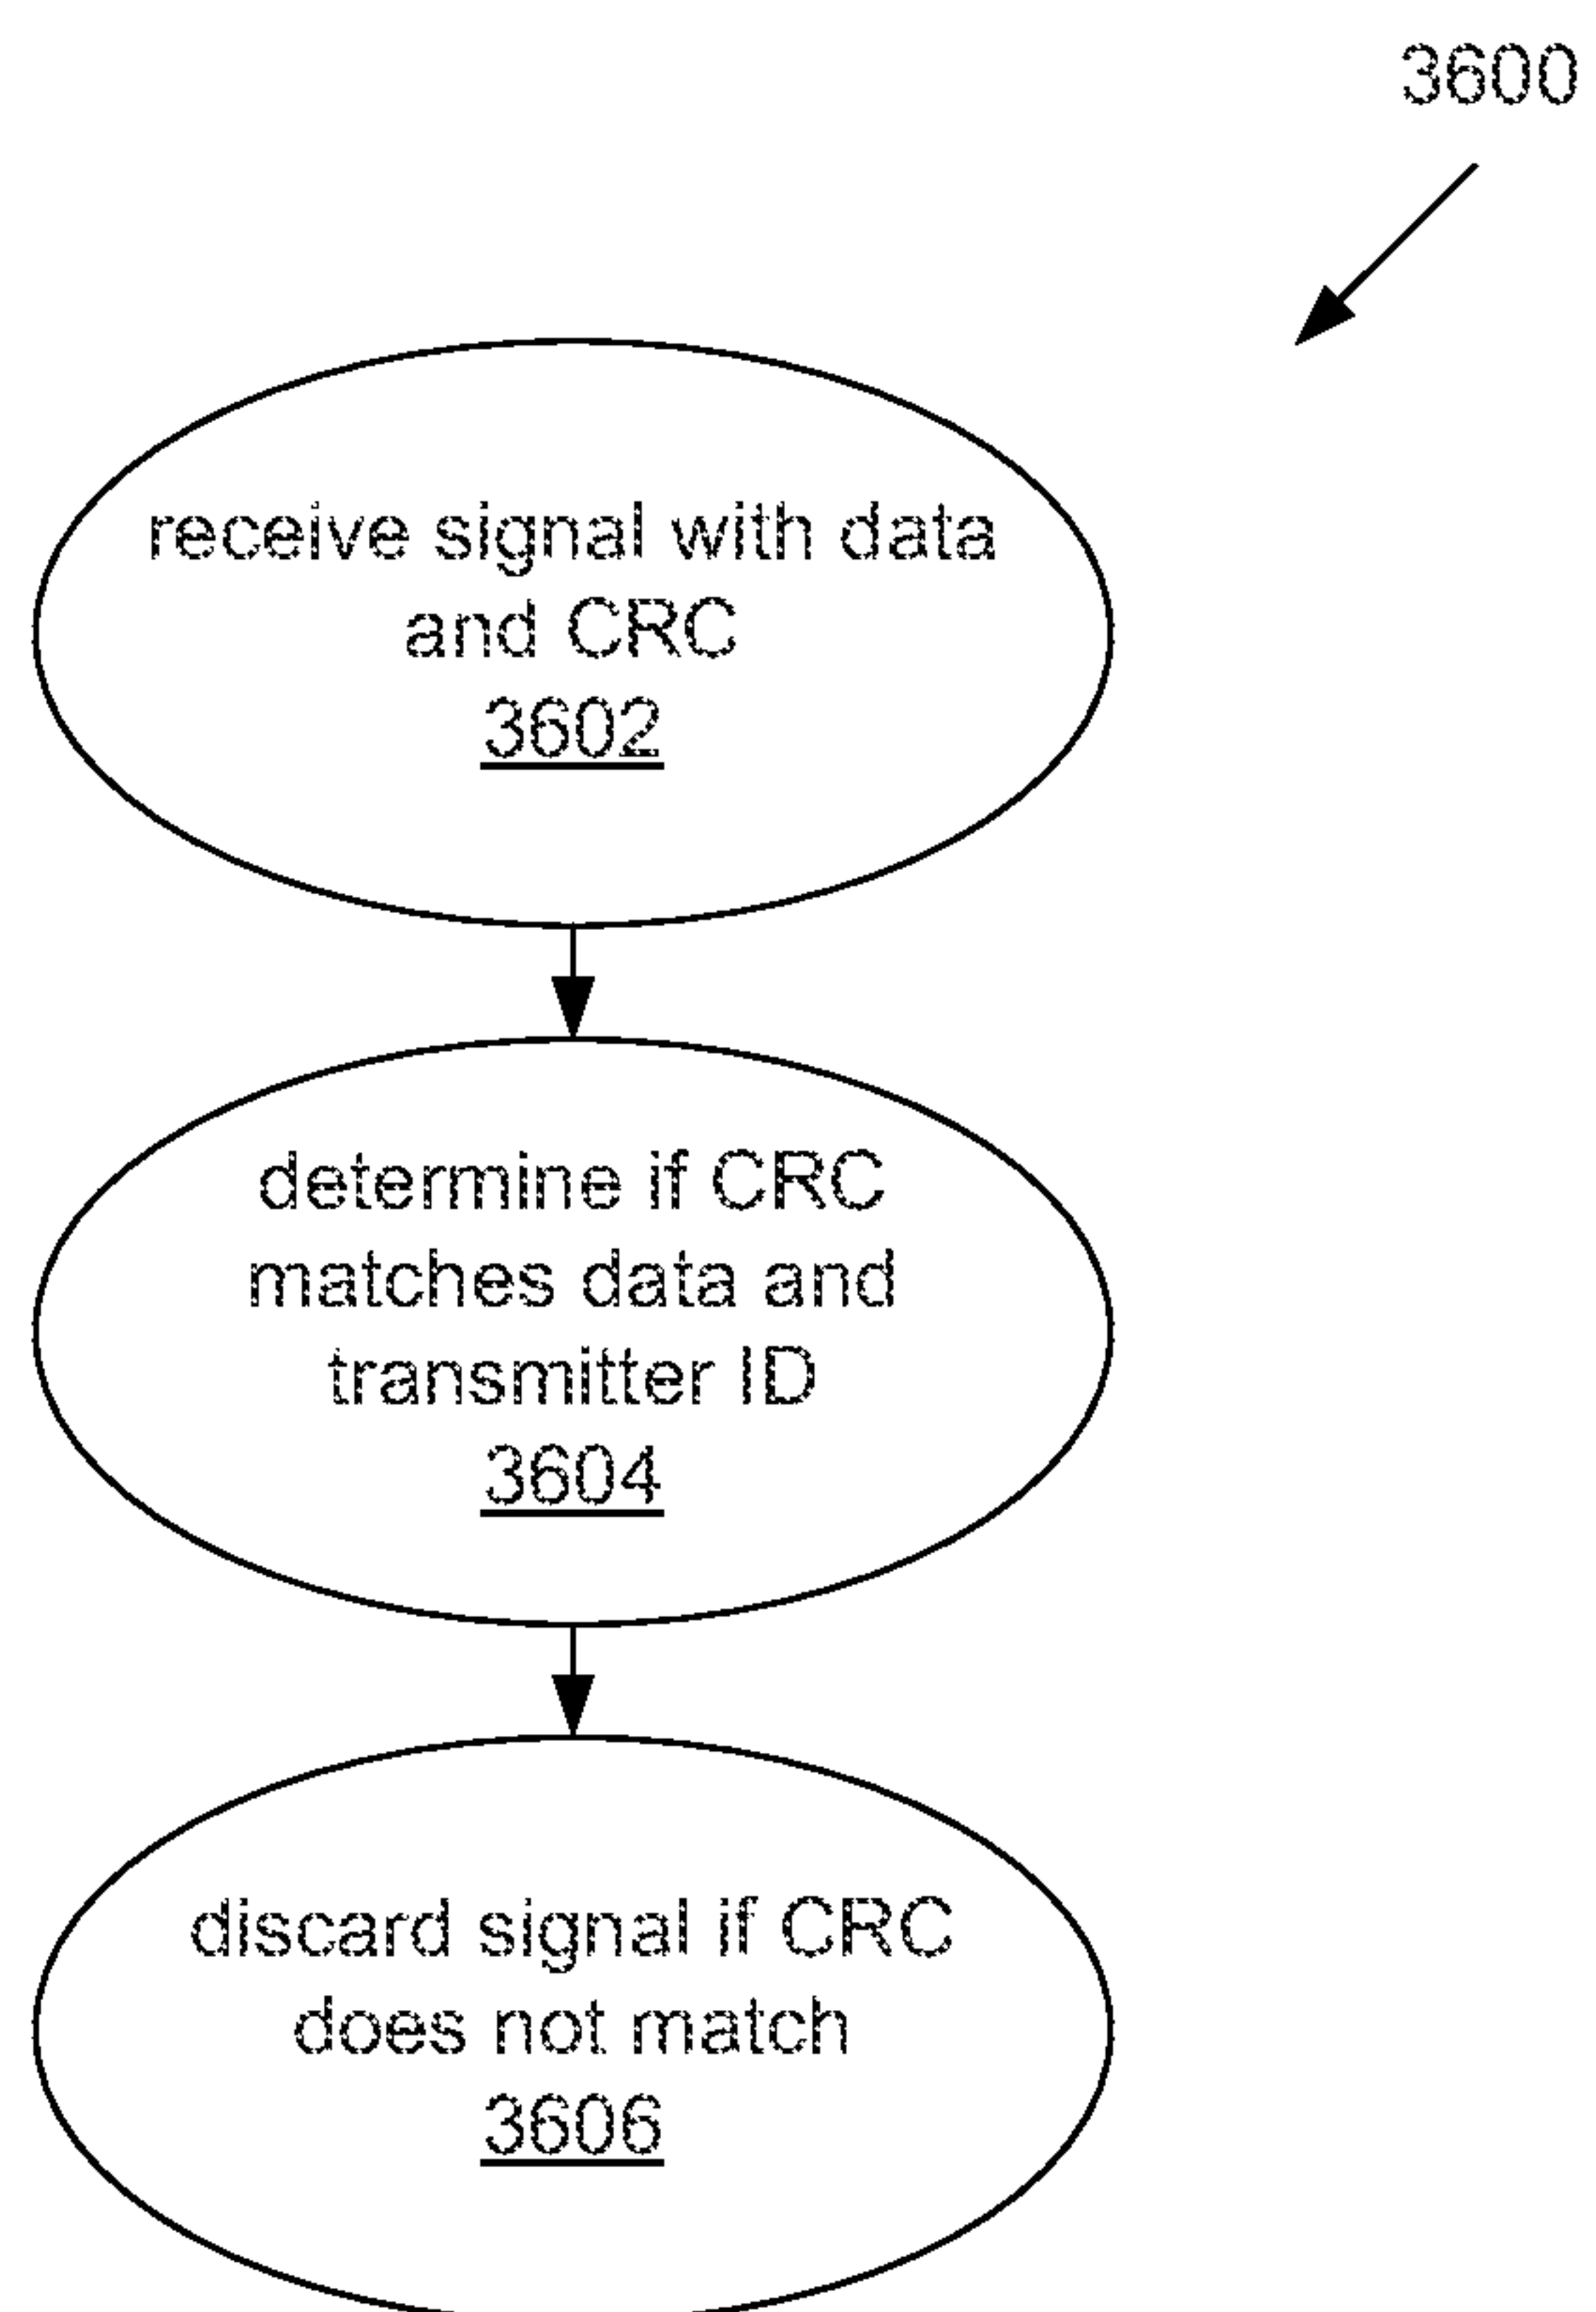 3600
receive signal with data
and CRC
3602
determine if CRC
matches data and
transmitter ID
3604
discard signal if CRC
does not match
3606